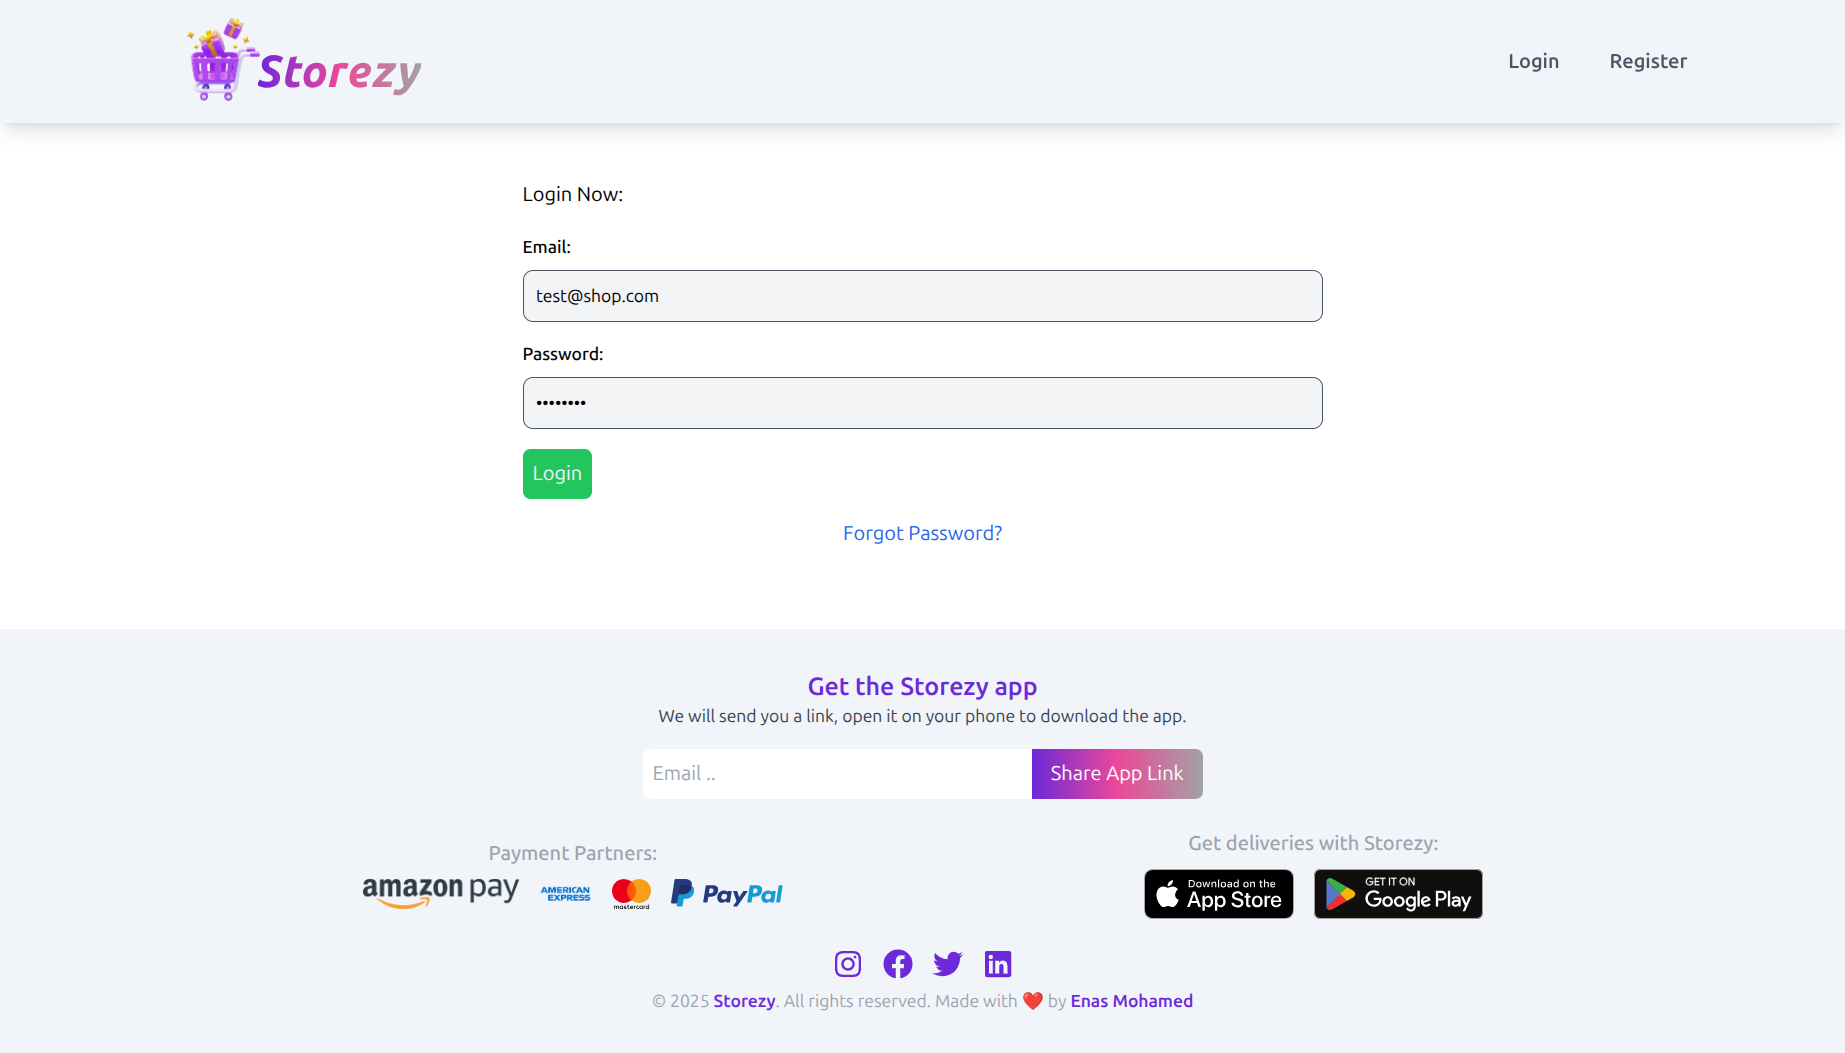 Storezy
Login
Register
Login Now:
Email:
test@shop.com
Password:
••••••••
Login
Forgot Password?
Get the Storezy app
We will send you a link, open it on your phone to download the app.
Email ..
Share App Link
Payment Partners:
amazon pay
AMERICAN
EXPRESS
mastercard
PayPal
Get deliveries with Storezy:
Download on the
App Store
GET IT ON
Google Play
© 2025 Storezy. All rights reserved. Made with ❤️ by Enas Mohamed